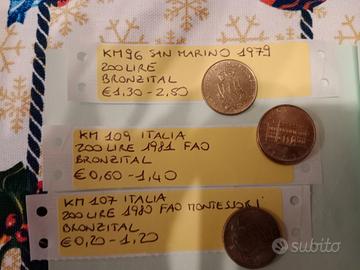 KM96 SAN MARINO 1979
200 LIRE
BRONZITAL
€1,30-2,80
KM 109 ITALIA
200 LIRE 1981 FAO
BRONZITAL
€0,60-1,40
KM 107 ITALIA
200 LIRE 1980 FAO MONTESSORI
BRONZITAL
€0,20-1,20
subito